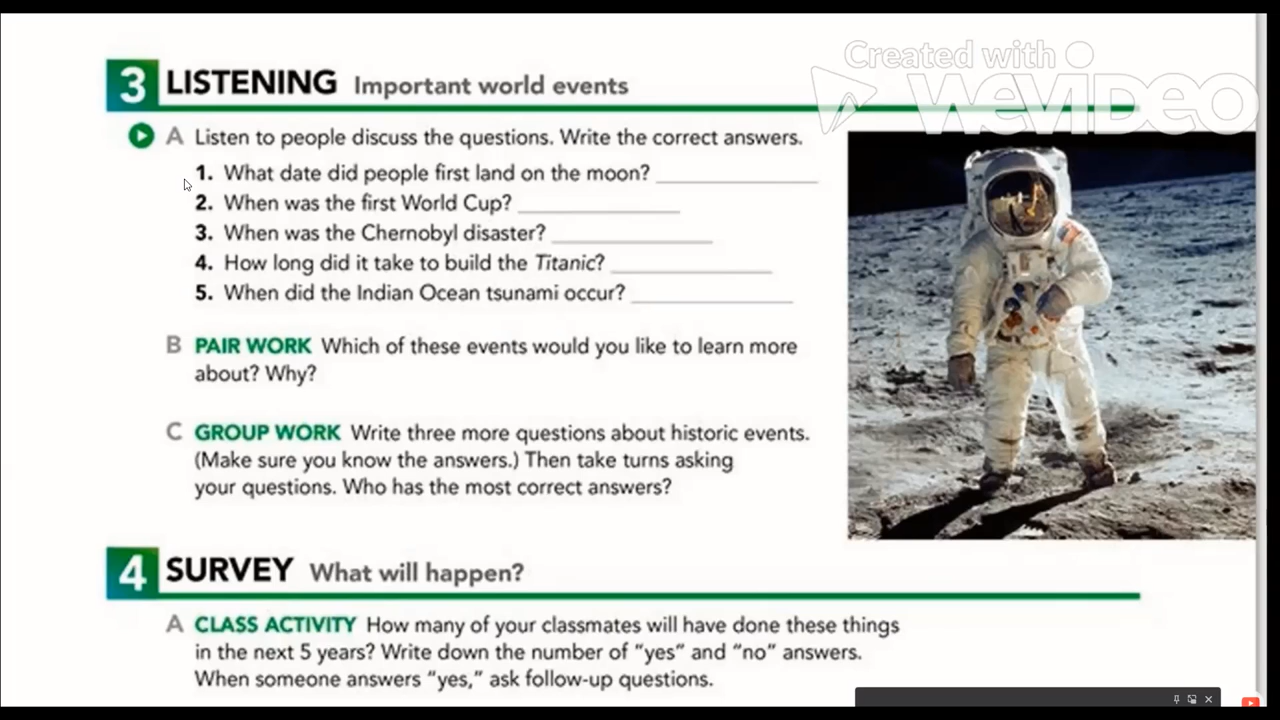 Created with
WEVIDEO
3 LISTENING Important world events
A Listen to people discuss the questions. Write the correct answers.
1. What date did people first land on the moon?
2. When was the first World Cup?
3. When was the Chernobyl disaster?
4. How long did it take to build the Titanic?
5. When did the Indian Ocean tsunami occur?
B PAIR WORK Which of these events would you like to learn more
about? Why?
C GROUP WORK Write three more questions about historic events.
(Make sure you know the answers.) Then take turns asking
your questions. Who has the most correct answers?
4 SURVEY What will happen?
A CLASS ACTIVITY How many of your classmates will have done these things
in the next 5 years? Write down the number of “yes” and “no” answers.
When someone answers “yes,” ask follow-up questions.